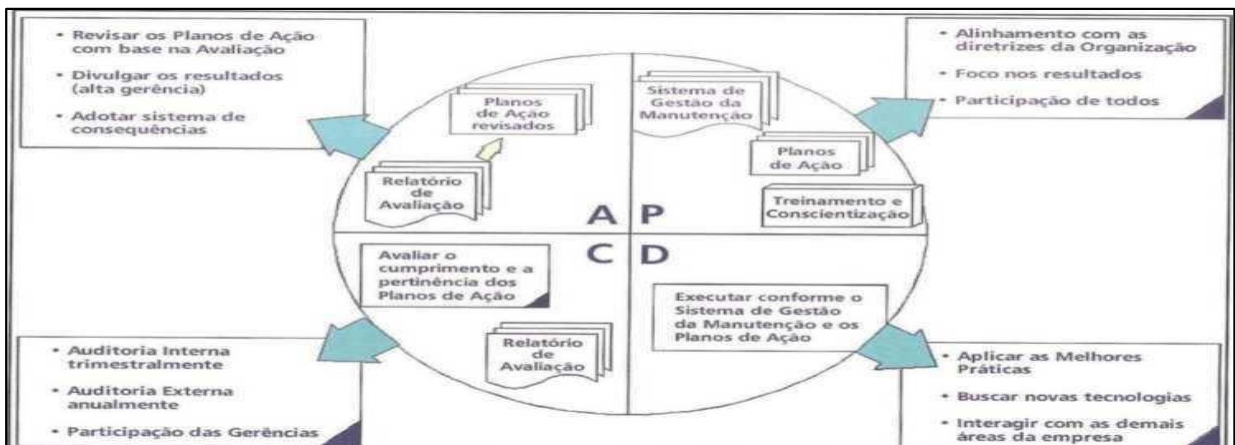 • Revisar os Planos de Ação
com base na Avaliação
• Divulgar os resultados
(alta gerência)
• Adotar sistema de
consequências
Planos
de Ação
revisados
Relatório
de
Avaliação
A
Sistema de
Gestão da
Manutenção
Planos
de Ação
Treinamento e
Conscientização
P
• Alinhamento com as
diretrizes da Organização
• Foco nos resultados
• Participação de todos
C
Avaliar o
cumprimento e a
pertinência dos
Planos de Ação
Relatório
de
Avaliação
D
Executar conforme o
Sistema de Gestão
da Manutenção e os
Planos de Ação
• Auditoria Interna
trimestralmente
• Auditoria Externa
anualmente
• Participação das Gerências
• Aplicar as Melhores
Práticas
• Buscar novas tecnologias
• Interagir com as demais
áreas da empresa